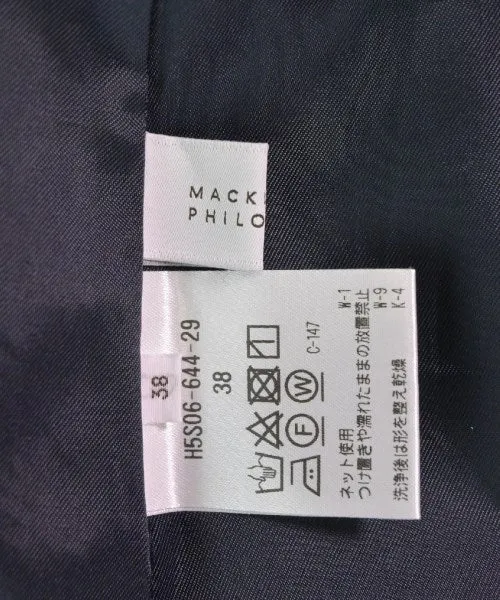 MACK
PHILO
38
H5S06-644-29
38
F W
C-147
ネット使用
つけ置きや濡れたままの放置禁止
洗浄後は形を整え乾燥
W-1
W-9
K-4